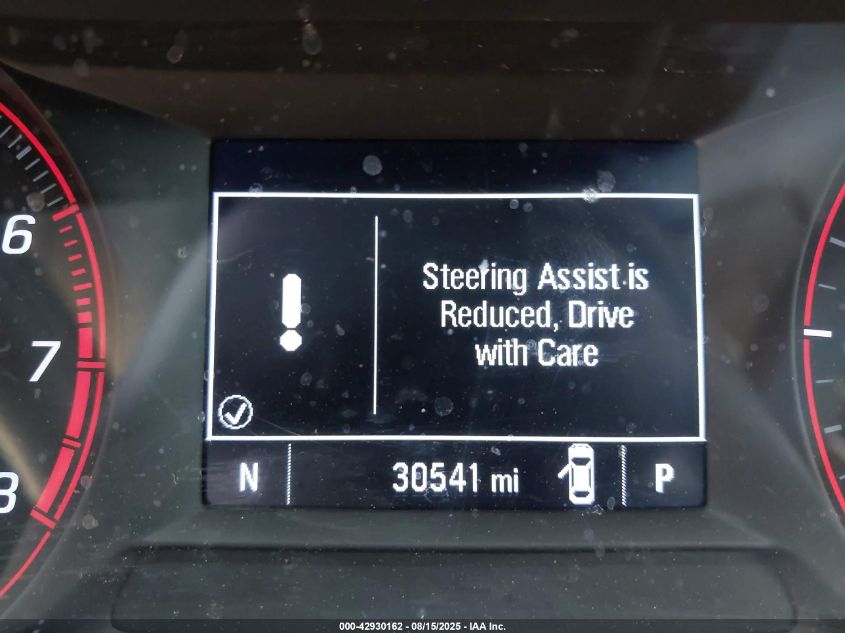 6
7
8
Steering Assist is
Reduced, Drive
with Care
N 30541 mi P
000-42930162 - 08/15/2025 - IAA Inc.